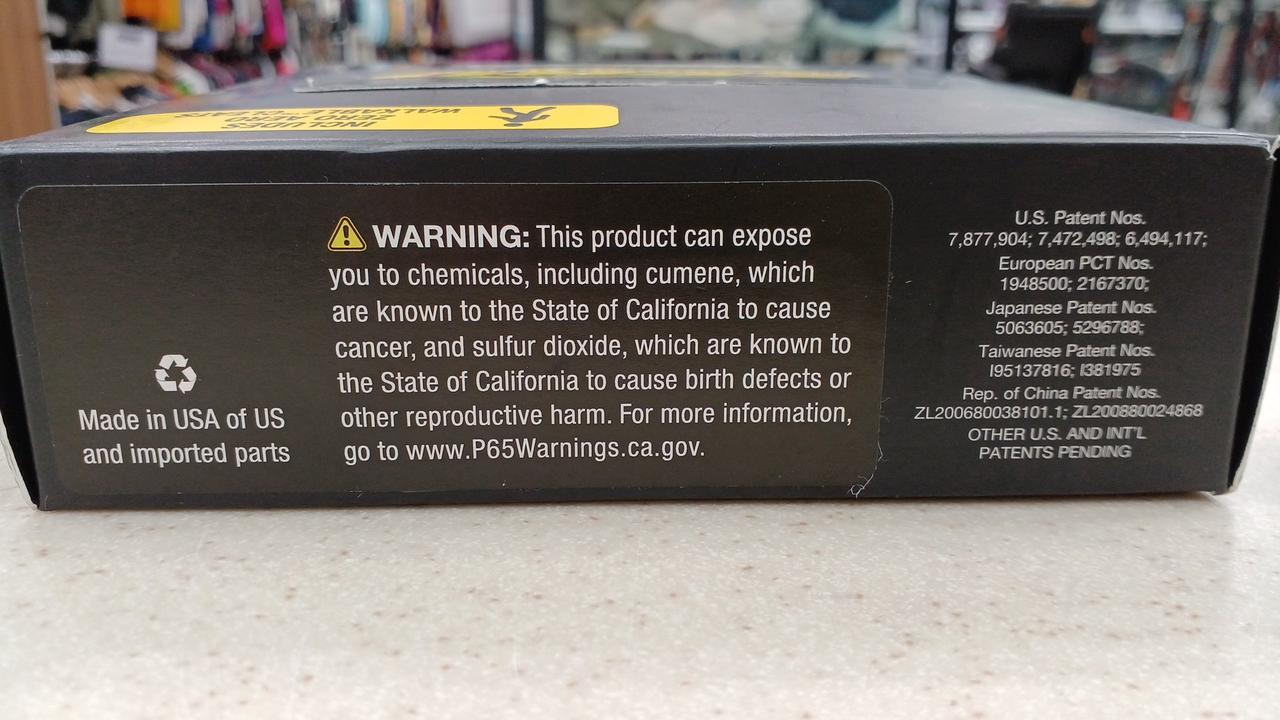 INCLUDES
ZERO AERO
WALKABLE CLEATS
⚠ WARNING: This product can expose
you to chemicals, including cumene, which
are known to the State of California to cause
cancer, and sulfur dioxide, which are known to
the State of California to cause birth defects or
other reproductive harm. For more information,
go to www.P65Warnings.ca.gov.
Made in USA of US
and imported parts
U.S. Patent Nos.
7,877,904; 7,472,498; 6,494,117;
European PCT Nos.
1948500; 2167370;
Japanese Patent Nos.
5063605; 5296788;
Taiwanese Patent Nos.
I95137816; I381975
Rep. of China Patent Nos.
ZL200680038101.1; ZL200880024868
OTHER U.S. AND INT'L
PATENTS PENDING